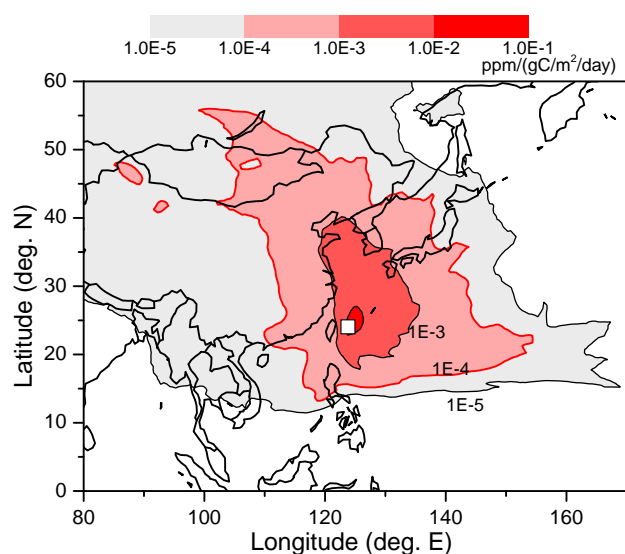 1.0E-5 1.0E-4 1.0E-3 1.0E-2 1.0E-1
ppm/(gC/m²/day)
60
50
40
30
20
10
0
Latitude (deg. N)
1E-3
1E-4
1E-5
80 100 120 140 160
Longitude (deg. E)